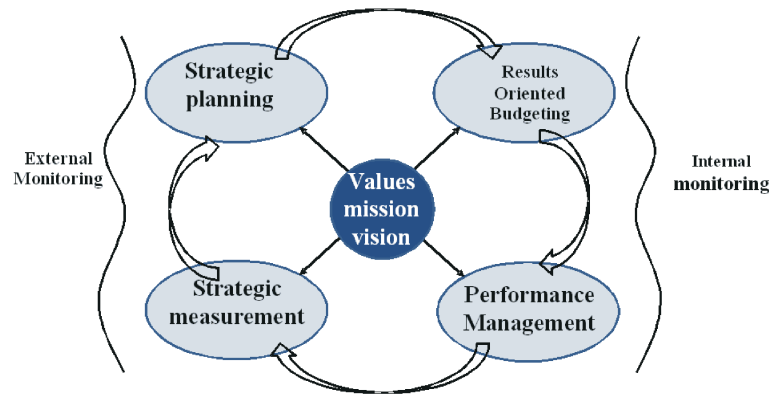 Strategic
planning
Results
Oriented
Budgeting
External
Monitoring
Values
mission
vision
Internal
monitoring
Strategic
measurement
Performance
Management